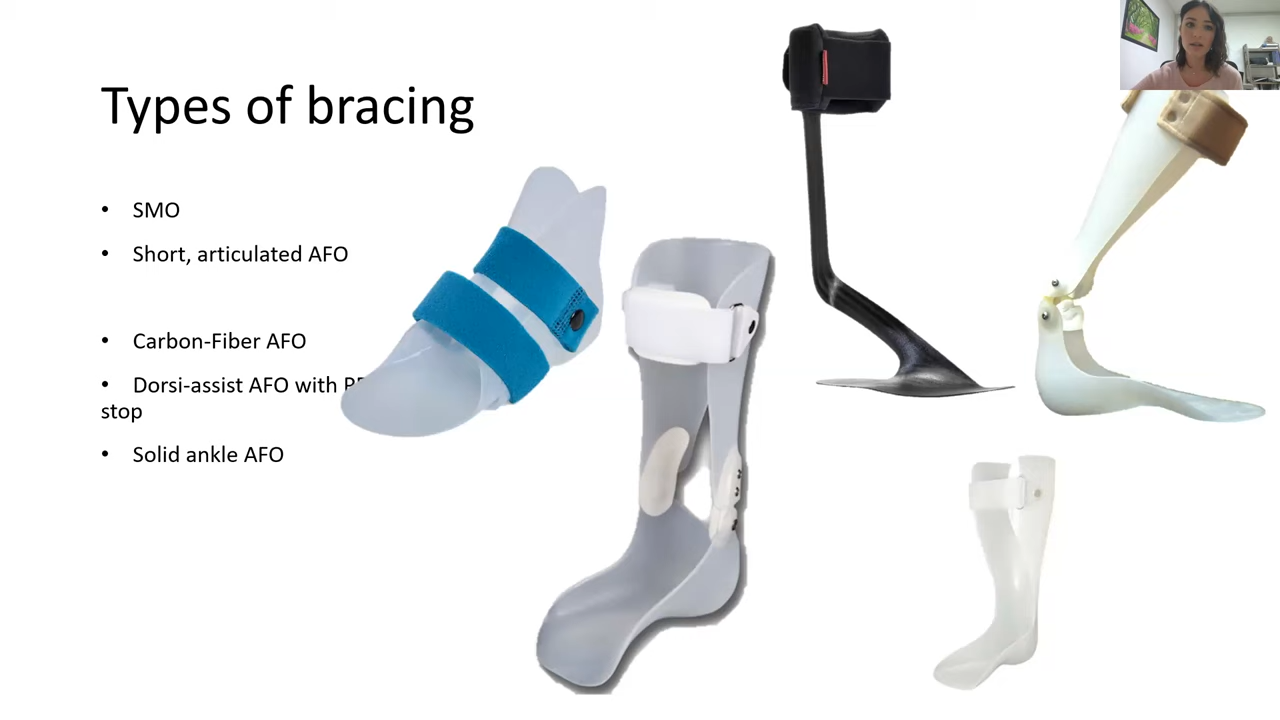 Types of bracing
• SMO
• Short, articulated AFO
• Carbon-Fiber AFO
• Dorsi-assist AFO with
stop
• Solid ankle AFO